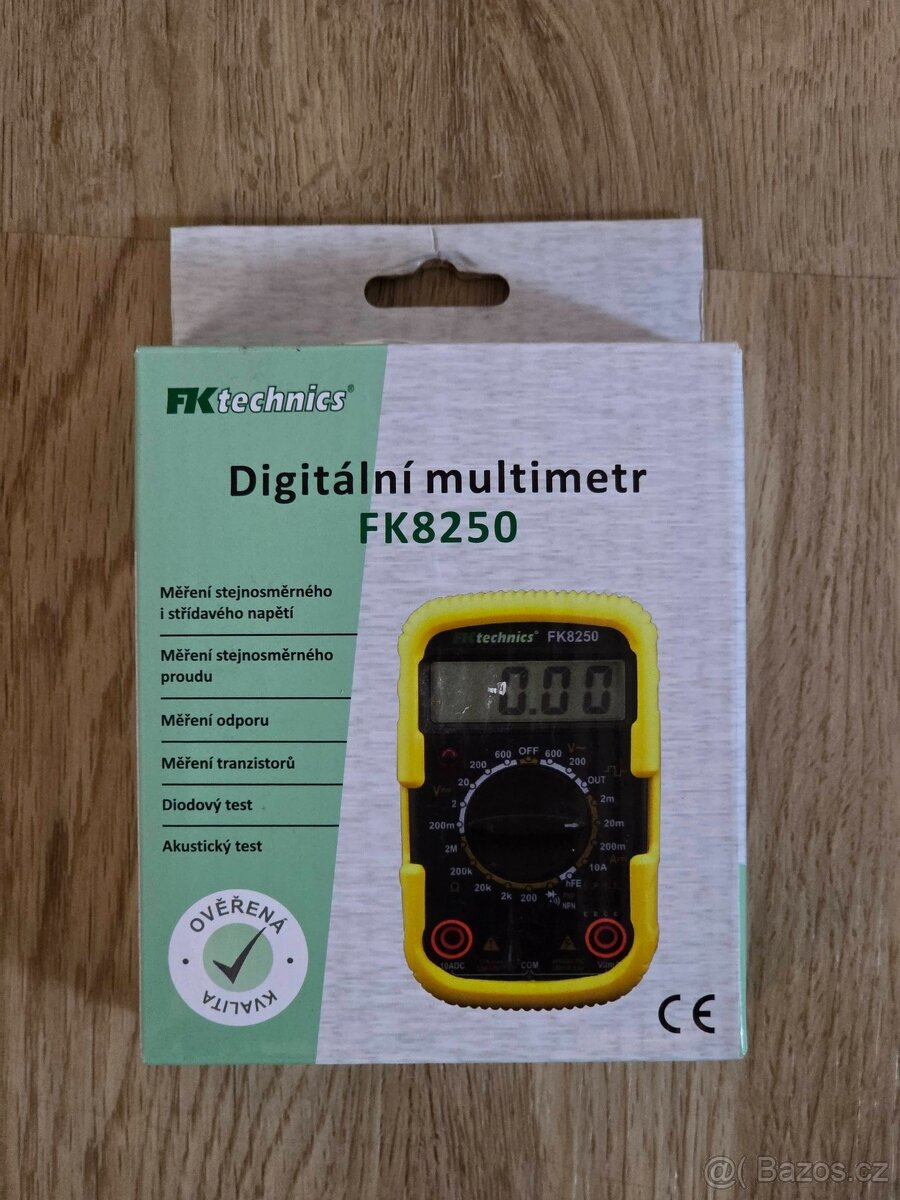 FKtechnics®
Digitální multimetr
FK8250
Měření stejnosměrného
i střídavého napětí
Měření stejnosměrného
proudu
Měření odporu
Měření tranzistorů
Diodový test
Akustický test
OVĚŘENÁ
KVALITA
FKtechnics® FK8250
0.00
OFF
600
600
V~
200
200
OUT
20
V
2
2m
200m
20m
2M
200m
A
200k
10A
Ω
20k
hFE
2k
200
NPN
10ADC
COM
CE
@( Bazos.cz